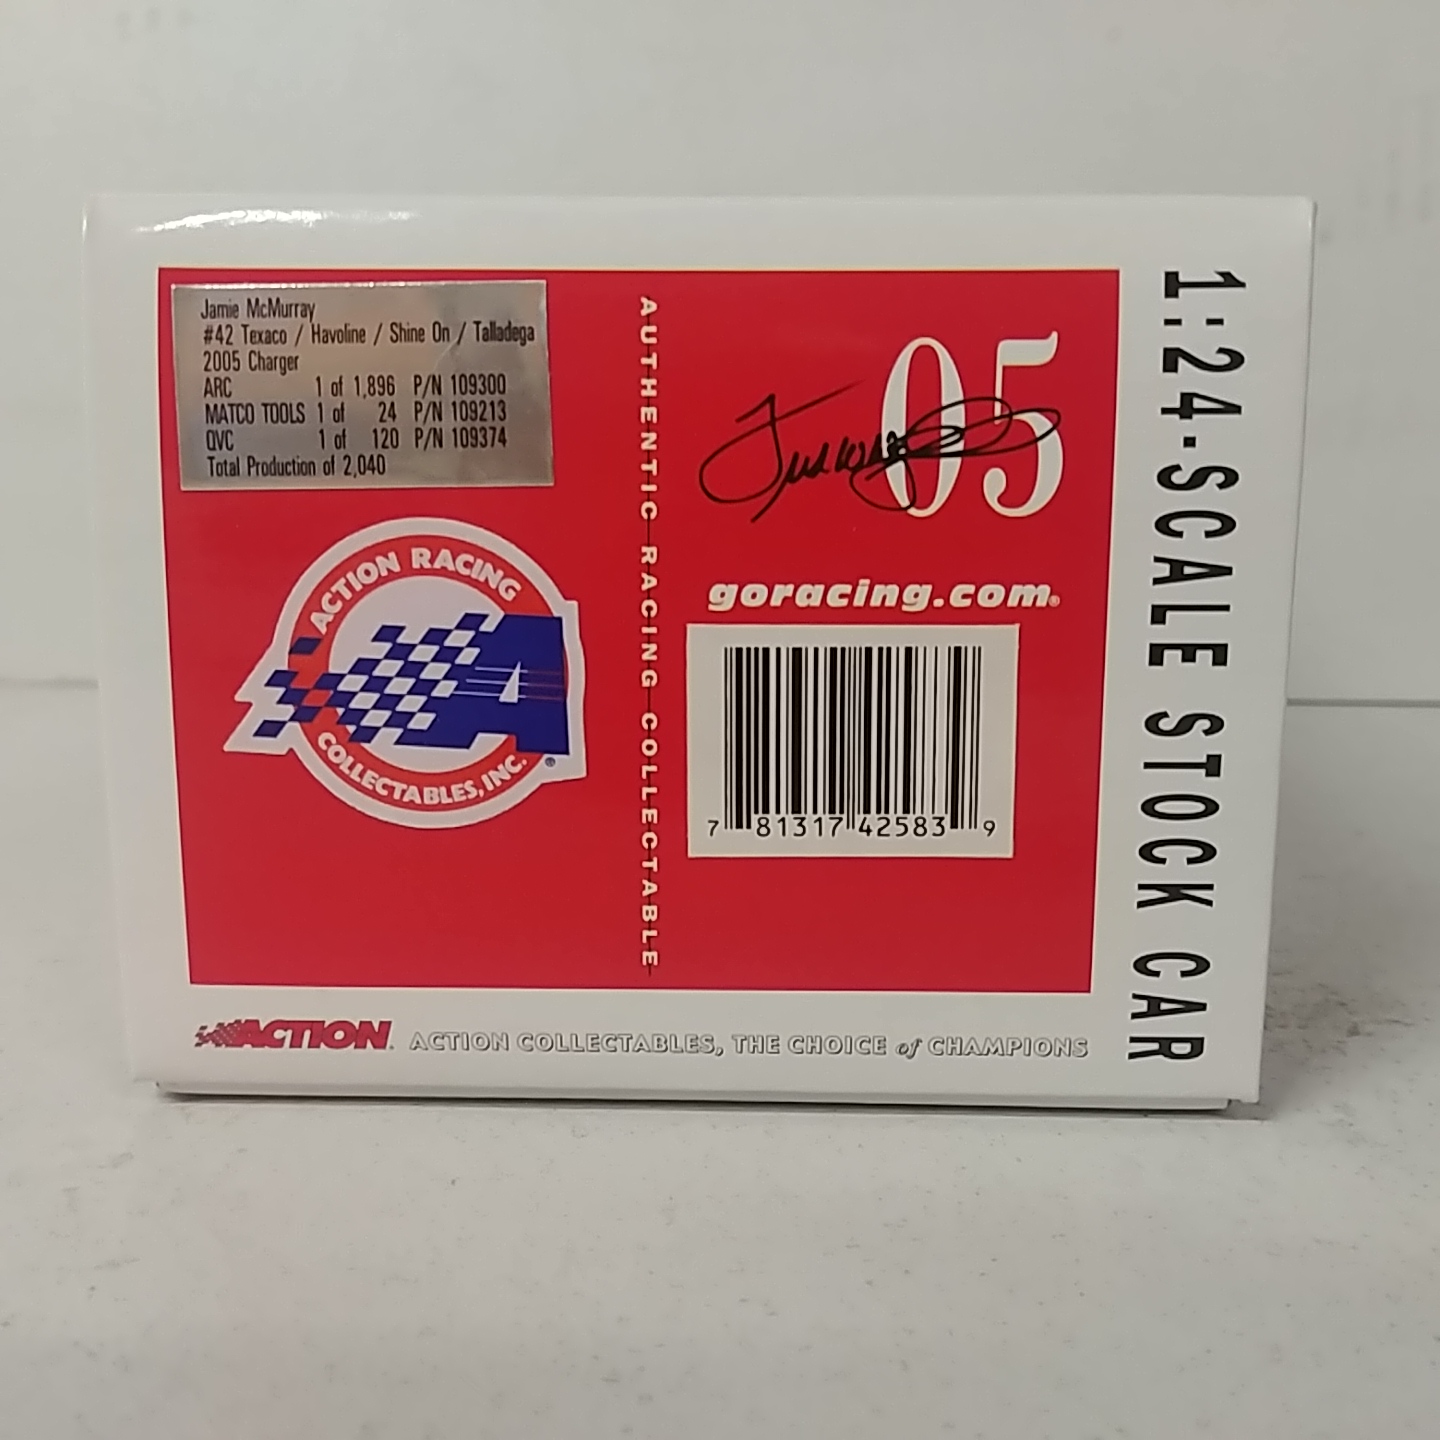 Jamie McMurray
#42 Texaco / Havoline / Shine On / Talladega
2005 Charger
ARC 1 of 1,896 P/N 109300
MATCO TOOLS 1 of 24 P/N 109213
QVC 1 of 120 P/N 109374
Total Production of 2,040
ACTION RACING
COLLECTABLES, INC.®
AUTHENTIC RACING COLLECTABLE
05
goracing.com®
7 81317 42583 9
1:24-SCALE STOCK CAR
ACTION ACTION COLLECTABLES, THE CHOICE of CHAMPIONS